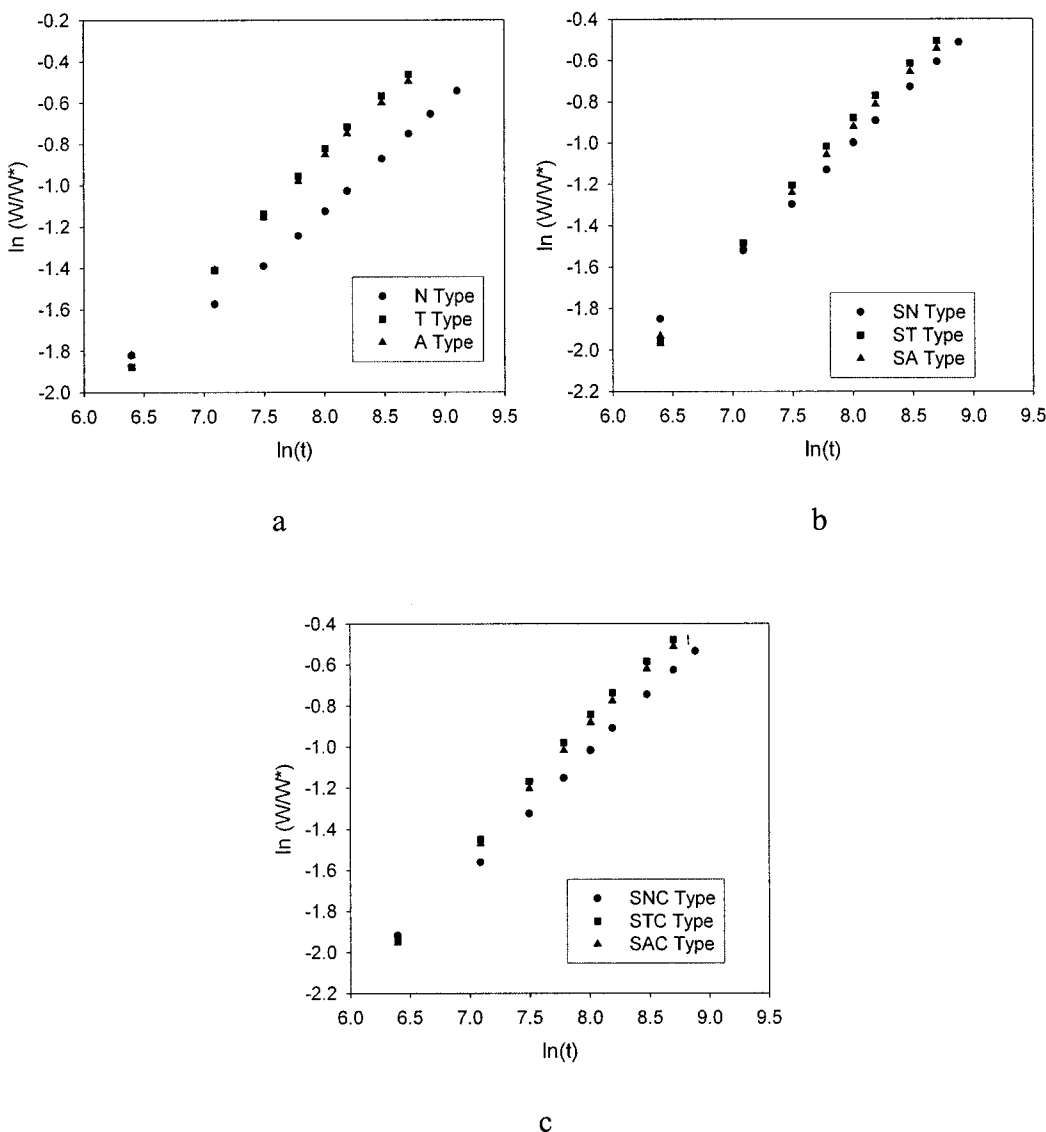 -0.2
-0.4
-0.6
-0.8
-1.0
-1.2
-1.4
-1.6
-1.8
-2.0
ln (W/W*)
N Type
T Type
A Type
6.0 6.5 7.0 7.5 8.0 8.5 9.0 9.5
ln(t)
a
-0.4
-0.6
-0.8
-1.0
-1.2
-1.4
-1.6
-1.8
-2.0
-2.2
ln (W/W*)
SN Type
ST Type
SA Type
6.0 6.5 7.0 7.5 8.0 8.5 9.0 9.5
ln(t)
b
-0.4
-0.6
-0.8
-1.0
-1.2
-1.4
-1.6
-1.8
-2.0
-2.2
ln (W/W*)
SNC Type
STC Type
SAC Type
6.0 6.5 7.0 7.5 8.0 8.5 9.0 9.5
ln(t)
c